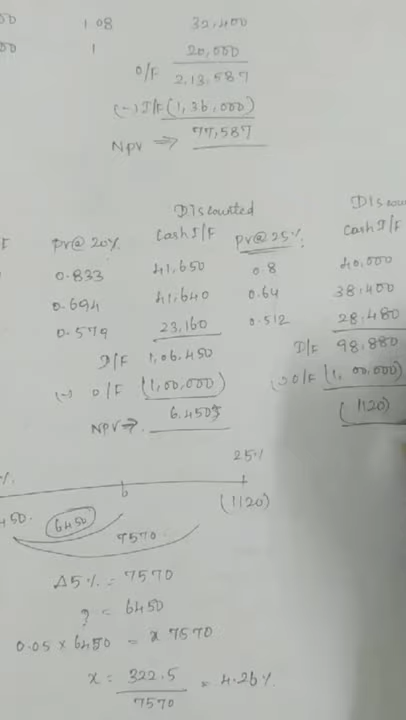 1.08 32,400
1 20,000
O/F 2,13,587
(-) I/F (1,36,000)
Npv ⇒ 77,587
Discounted
PV@20% Cash I/F PV@25% Cash I/F
0.833 41,650 0.8 40,000
0.694 41,640 0.64 38,400
0.579 23,160 0.512 28,480
I/F 1,06,450 I/F 98,880
(-) O/F (1,00,000) (-) O/F (1,00,000)
NPV⇒ 6,450 (1120)
25%
0 (1120)
450. 6450
7570
Δ5% = 7570
? = 6450
0.05 x 6450 = x 7570
x = 322.5 / 7570 = 4.26%